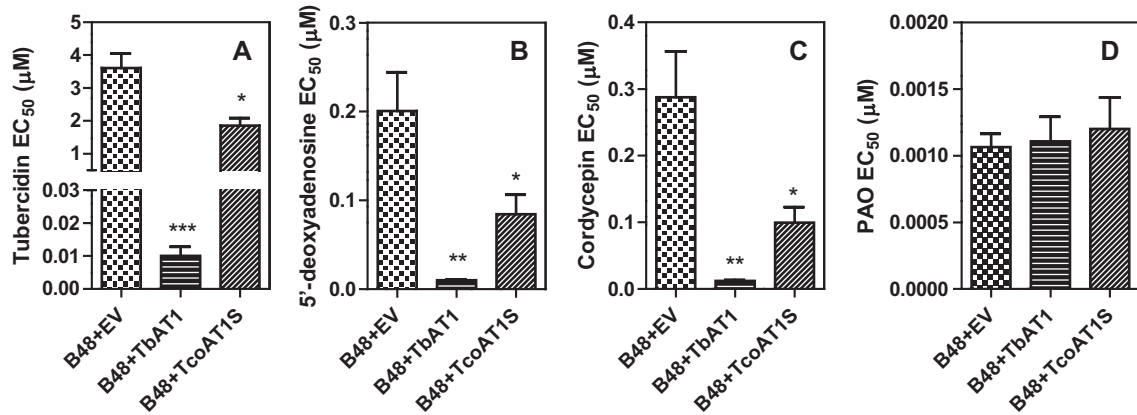 A
Tubercidin EC50 (μM)
5
4
3
2
1
0.03
0.02
0.01
0.00
***
*
B48+EV
B48+TbAT1
B48+TcoAT1S
B
5'-deoxyadenosine EC50 (μM)
0.3
0.2
0.1
0.0
**
*
B48+EV
B48+TbAT1
B48+TcoAT1S
C
Cordycepin EC50 (μM)
0.4
0.3
0.2
0.1
0.0
**
*
B48+EV
B48+TbAT1
B48+TcoAT1S
D
PAO EC50 (μM)
0.0020
0.0015
0.0010
0.0005
0.0000
B48+EV
B48+TbAT1
B48+TcoAT1S